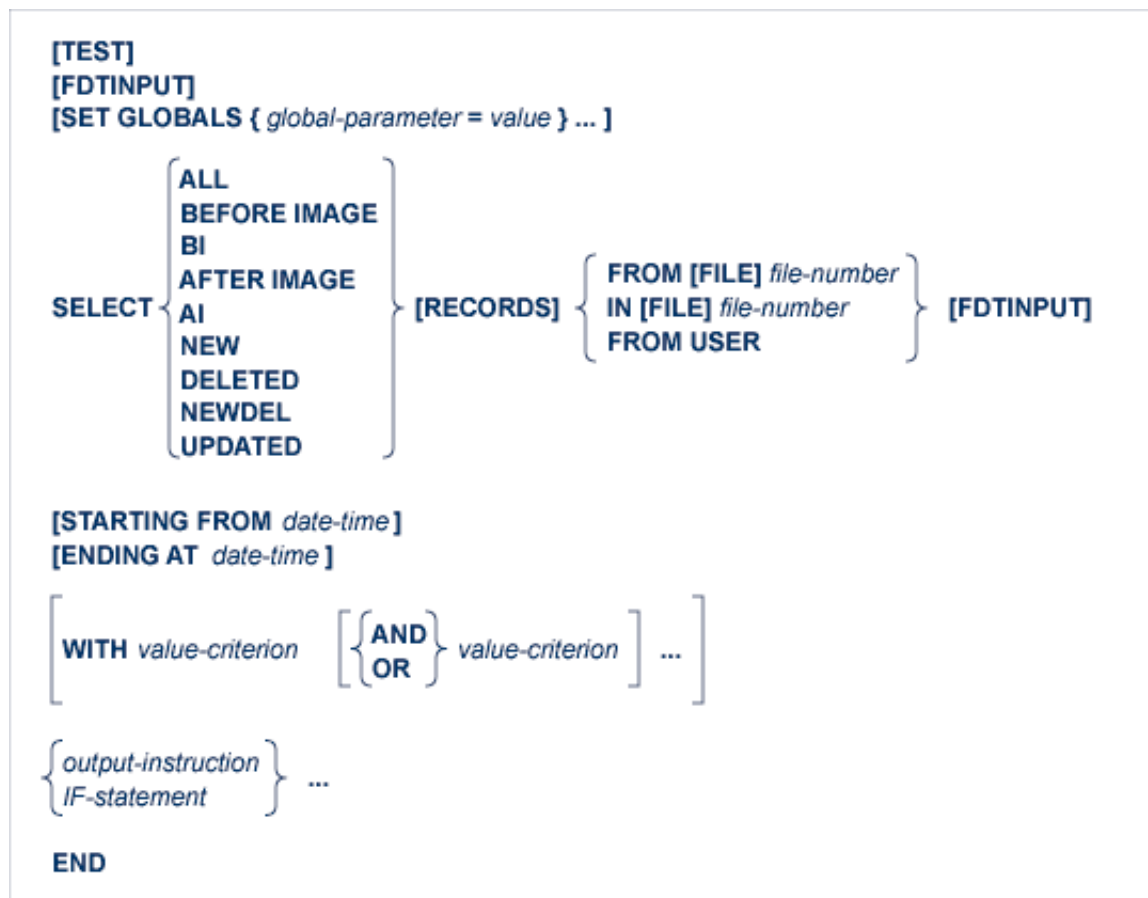 [TEST]
[FDTINPUT]
[SET GLOBALS { global-parameter = value } ... ]
SELECT
ALL
BEFORE IMAGE
BI
AFTER IMAGE
AI
NEW
DELETED
NEWDEL
UPDATED
[RECORDS]
FROM [FILE] file-number
IN [FILE] file-number
FROM USER
[FDTINPUT]
[STARTING FROM date-time ]
[ENDING AT date-time ]
WITH value-criterion
AND
OR
value-criterion
...
output-instruction
IF-statement
...
END